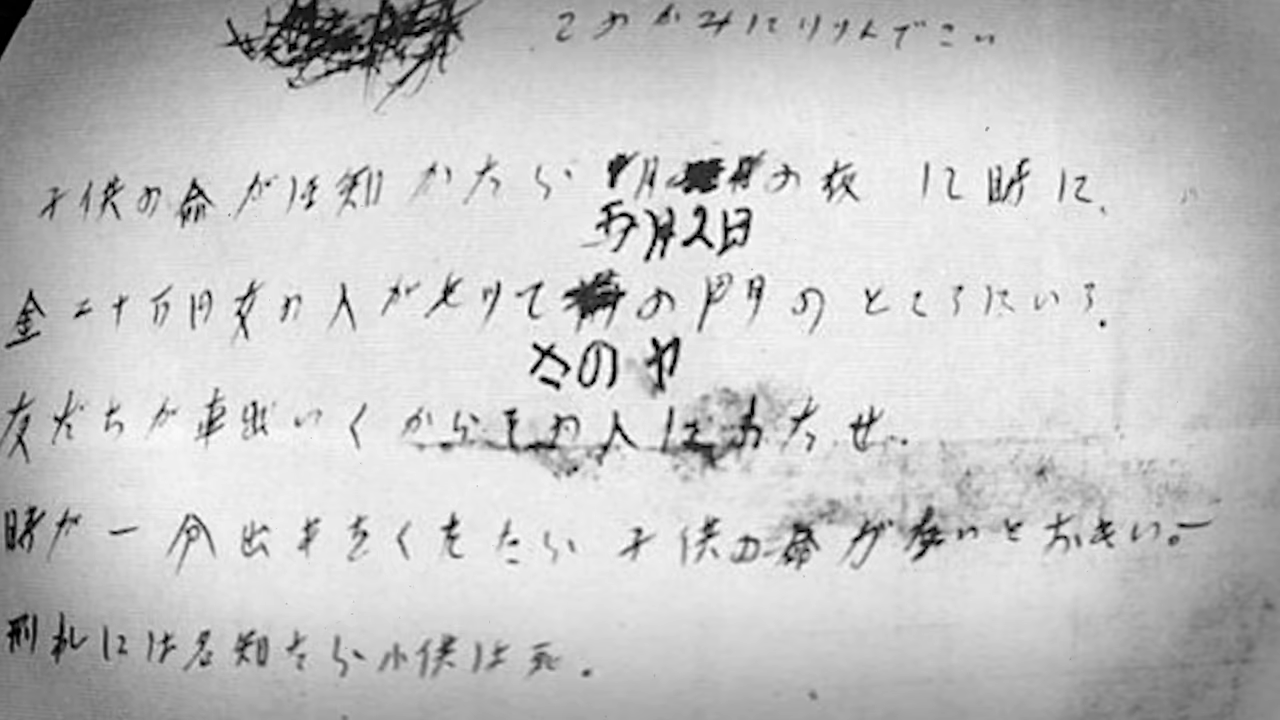 このかみにツツんでこい
子供の命がほ知かたら 月 の夜 12時に、
五月2日
金二十万円女の人がもツて の門のところにいろ.
さのヤ
友だちが車出いくからその人にわたせ.
時が一分出もをくれたら子供の命がないとおもい。ー
刑札には名知たら小供は死.